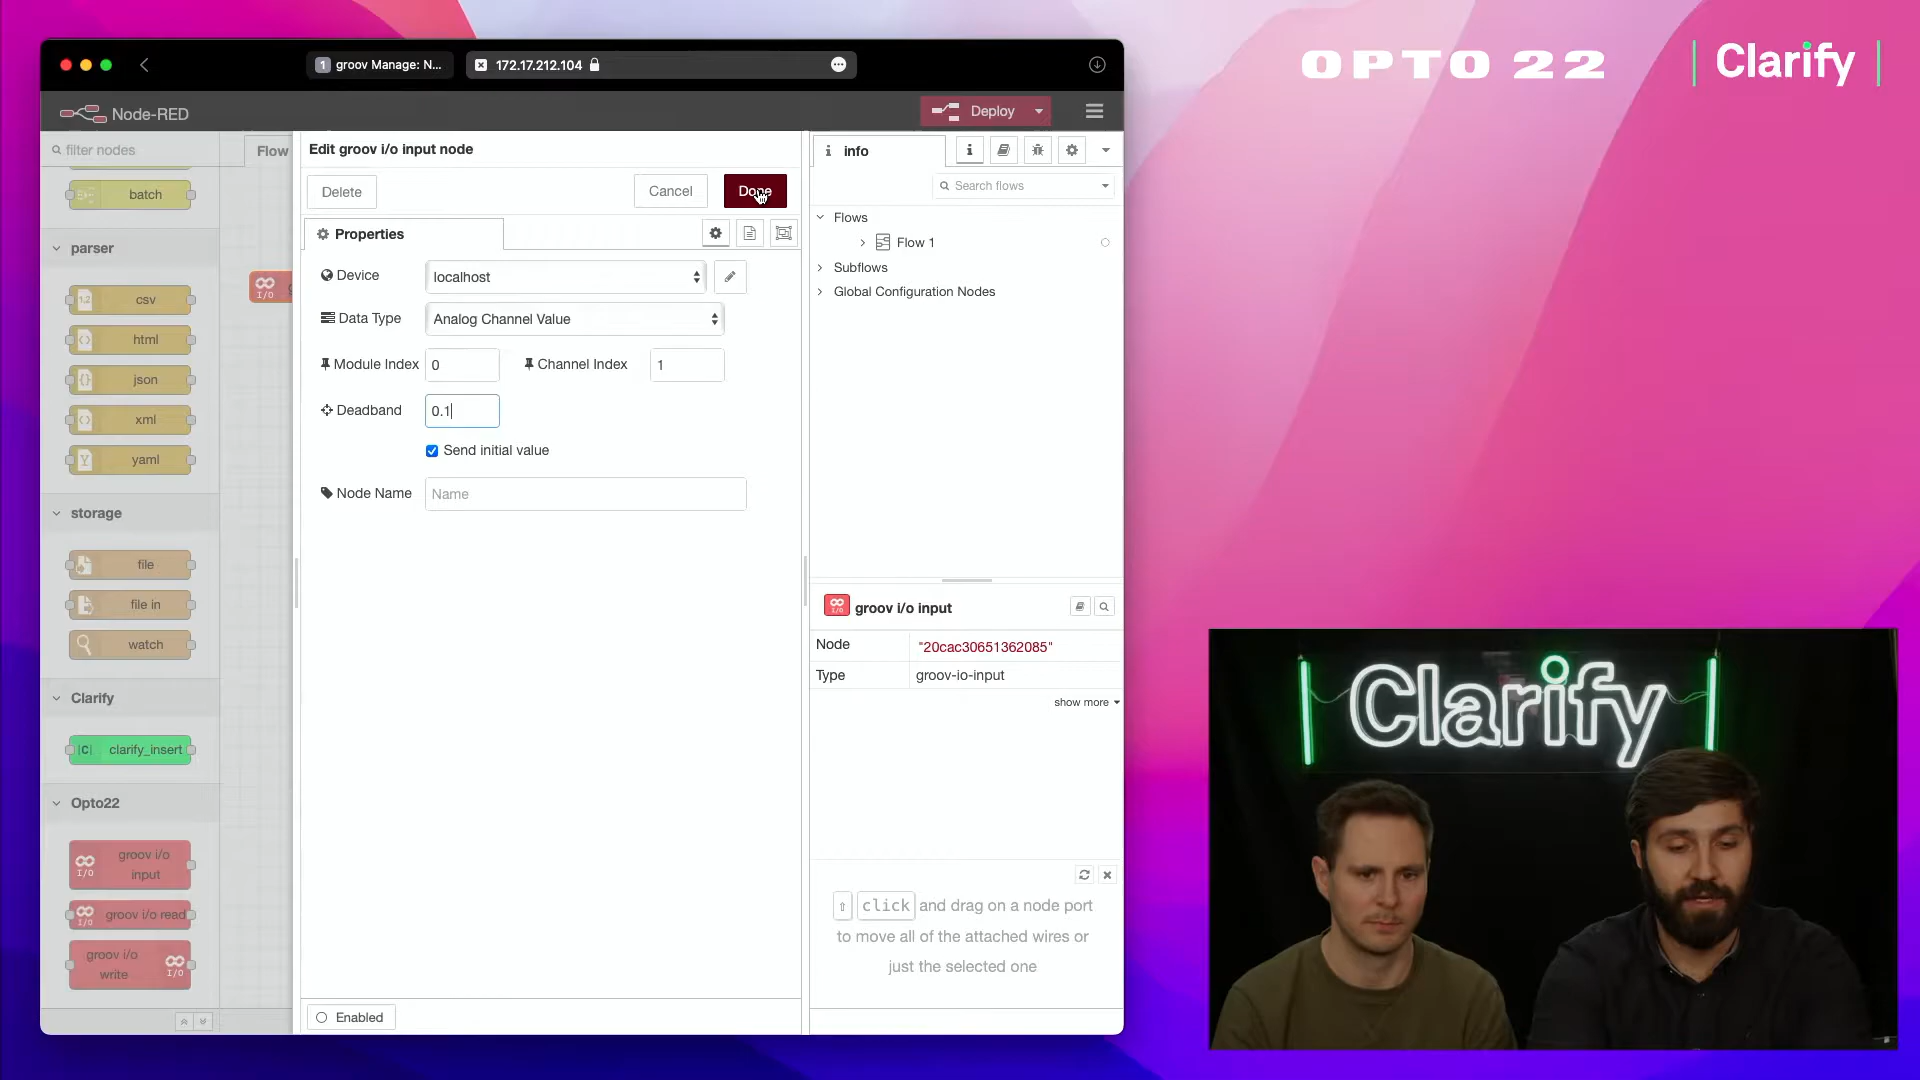 OPTO 22
Clarify
1 groov Manage: N...
172.17.212.104
Node-RED
Deploy
filter nodes
Flow
batch
parser
csv
html
json
xml
yaml
storage
file
file in
watch
Clarify
|C| clarify_insert
Opto22
groov i/o
input
I/O
groov i/o read
I/O
groov i/o
write
I/O
I/O
Edit groov i/o input node
Delete
Cancel
Done
Properties
Device
localhost
Data Type
Analog Channel Value
Module Index
0
Channel Index
1
Deadband
0.1
Send initial value
Node Name
Name
Enabled
i info
i
Search flows
Flows
Flow 1
Subflows
Global Configuration Nodes
I/O
groov i/o input
Node
"20cac30651362085"
Type
groov-io-input
show more
⇧ click and drag on a node port
to move all of the attached wires or
just the selected one
Clarify